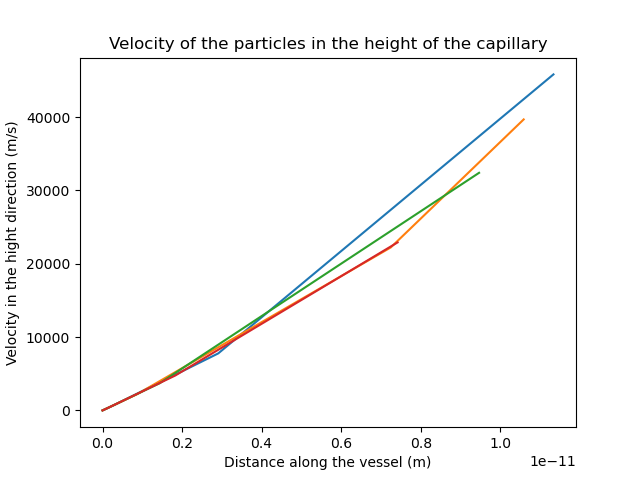 Velocity of the particles in the height of the capillary
Velocity in the hight direction (m/s)
40000
30000
20000
10000
0
0.0 0.2 0.4 0.6 0.8 1.0
Distance along the vessel (m)
1e−11